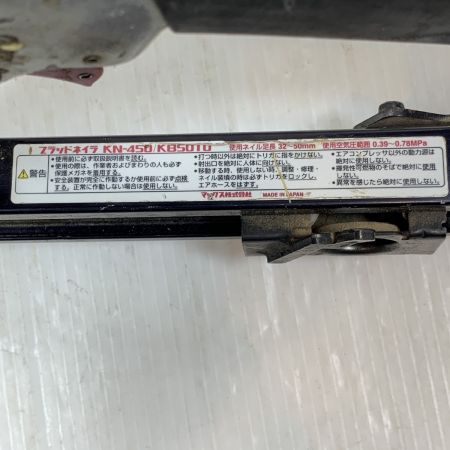 ブラッドネイラ KN-450/KB50T0 使用ネイル足長 32~50mm 使用空気圧範囲 0.39~0.78MPa
警告
・使用前に必ず取扱説明書を読む。
・使用の際は、作業者およびまわりの人も必ず
保護メガネを着用する。
・安全装置が完全に作動するか使用前に必ず点検
する。正常に作動しない場合は使用しない。
・打つ時以外は絶対にトリガに指をかけない。
・射出口を絶対に人体に向けない。
・移動する時、使用しない時、調整・修理・
ネイル装填の時は必ずトリガをロックし、
エアホースをはずす。
・エアコンプレッサ以外の動力源は
絶対に使用しない。
・揮発性可燃物のそばで絶対に使用
しない。
・異常を感じたら絶対に使用しない。
マックス株式会社 MADE IN JAPAN